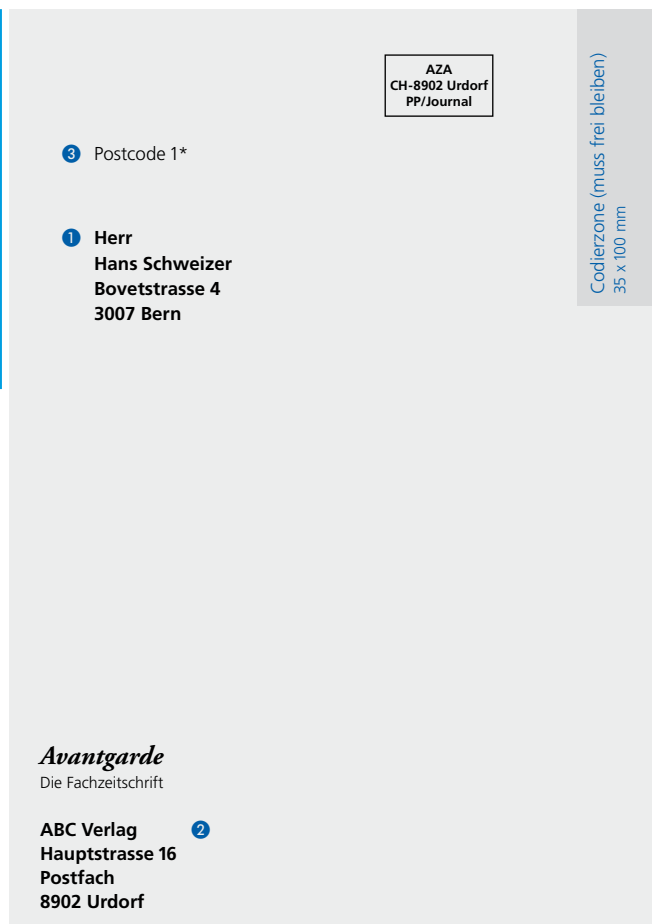 AZA
CH-8902 Urdorf
PP/Journal
Codierzone (muss frei bleiben)
35 x 100 mm
3 Postcode 1*
1 Herr
Hans Schweizer
Bovetstrasse 4
3007 Bern
Avantgarde
Die Fachzeitschrift
ABC Verlag 2
Hauptstrasse 16
Postfach
8902 Urdorf